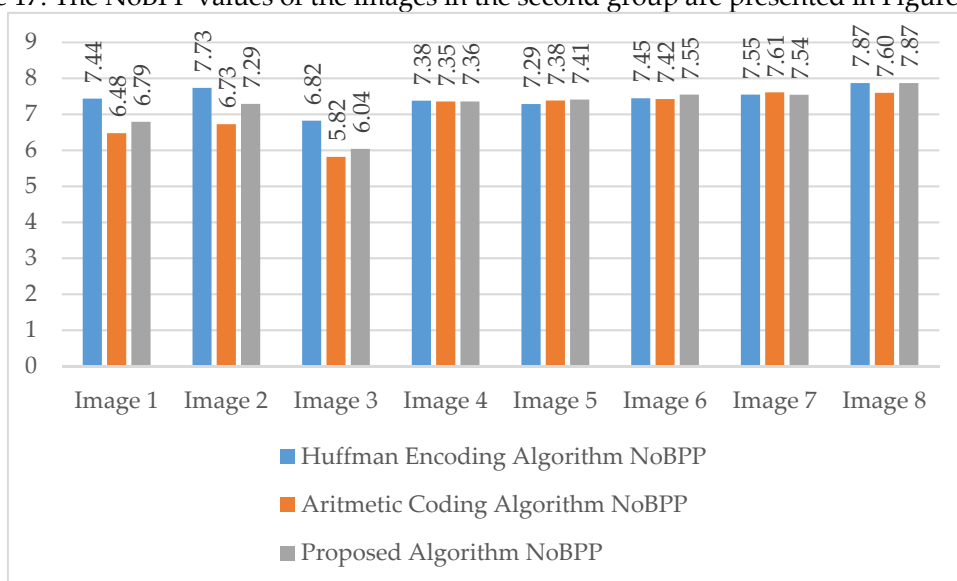 e 17. The NoBPP values of the images in the second group are presented in Figure
9
8
7
6
5
4
3
2
1
0
7.44 6.48 6.79 7.73 6.73 7.29 6.82 5.82 6.04 7.38 7.35 7.36 7.29 7.38 7.41 7.45 7.42 7.55 7.55 7.61 7.54 7.87 7.60 7.87
Image 1 Image 2 Image 3 Image 4 Image 5 Image 6 Image 7 Image 8
Huffman Encoding Algorithm NoBPP
Aritmetic Coding Algorithm NoBPP
Proposed Algorithm NoBPP